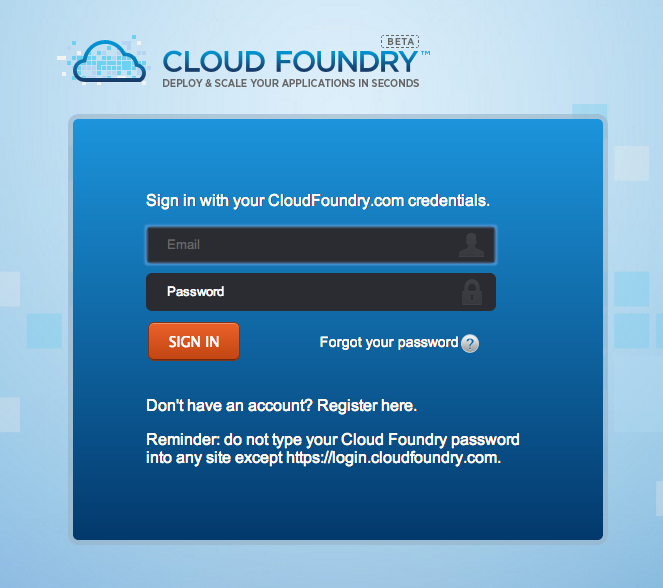 BETA
CLOUD FOUNDRY™
DEPLOY & SCALE YOUR APPLICATIONS IN SECONDS
Sign in with your CloudFoundry.com credentials.
Email
Password
SIGN IN
Forgot your password ?
Don't have an account? Register here.
Reminder: do not type your Cloud Foundry password
into any site except https://login.cloudfoundry.com.